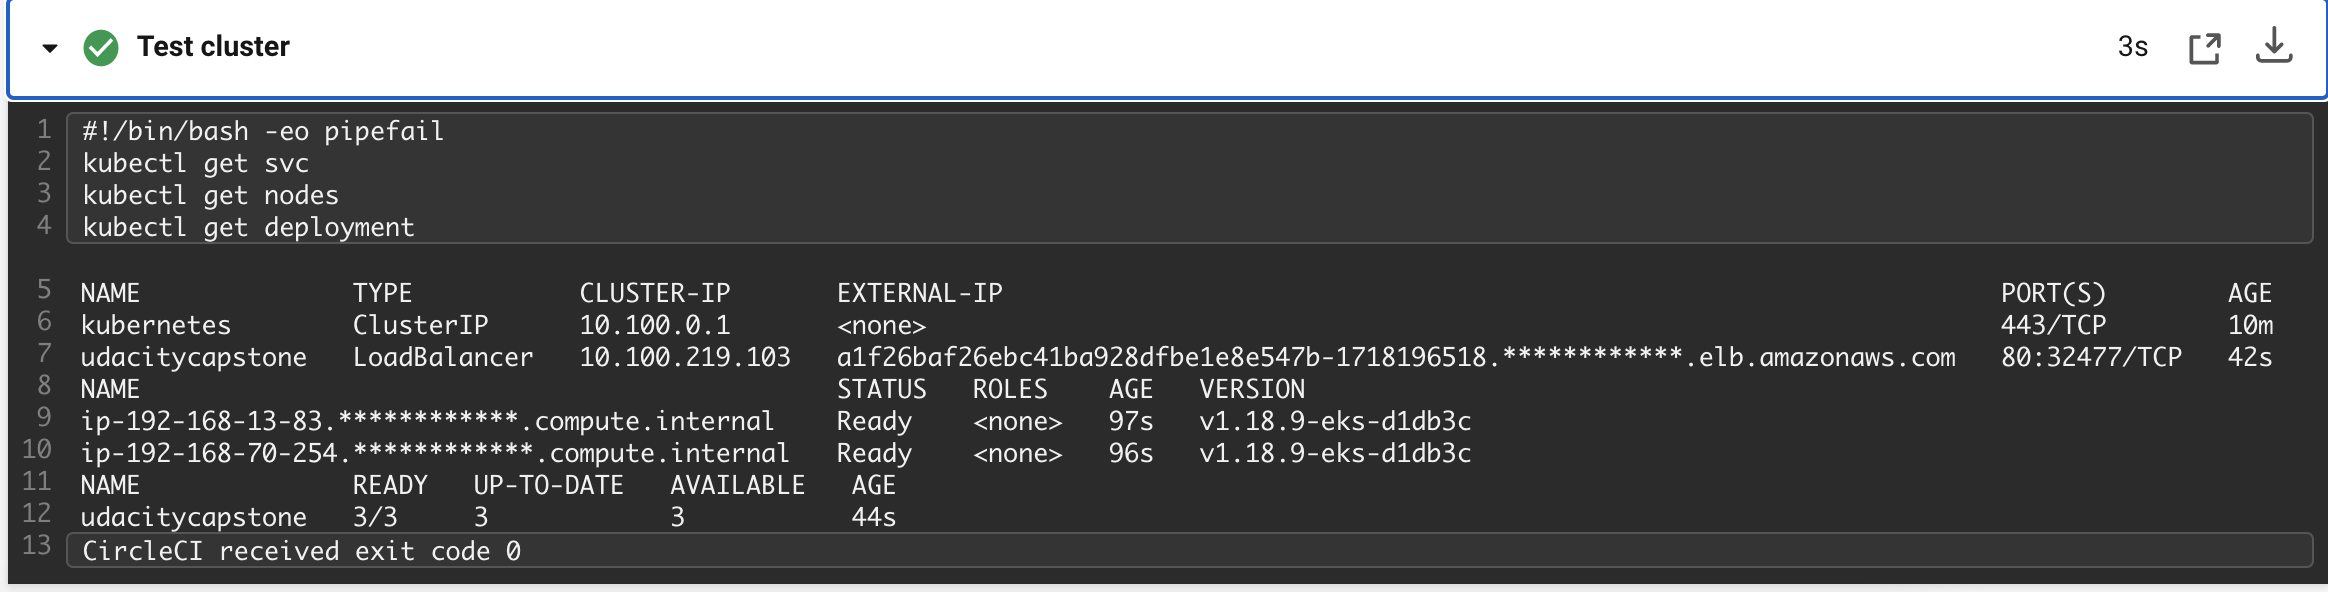 Test cluster 3s
1 #!/bin/bash -eo pipefail
2 kubectl get svc
3 kubectl get nodes
4 kubectl get deployment
5 NAME TYPE CLUSTER-IP EXTERNAL-IP PORT(S) AGE
6 kubernetes ClusterIP 10.100.0.1 <none> 443/TCP 10m
7 udacitycapstone LoadBalancer 10.100.219.103 a1f26baf26ebc41ba928dfbe1e8e547b-1718196518.************.elb.amazonaws.com 80:32477/TCP 42s
8 NAME STATUS ROLES AGE VERSION
9 ip-192-168-13-83.************.compute.internal Ready <none> 97s v1.18.9-eks-d1db3c
10 ip-192-168-70-254.************.compute.internal Ready <none> 96s v1.18.9-eks-d1db3c
11 NAME READY UP-TO-DATE AVAILABLE AGE
12 udacitycapstone 3/3 3 3 44s
13 CircleCI received exit code 0